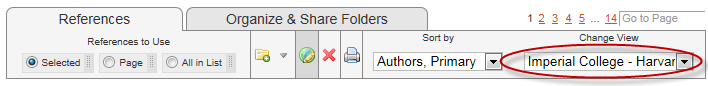 References Organize & Share Folders 1 2 3 4 5 ... 14 Go to Page
References to Use Sort by Change View
Selected Page All in List Authors, Primary Imperial College - Harvar